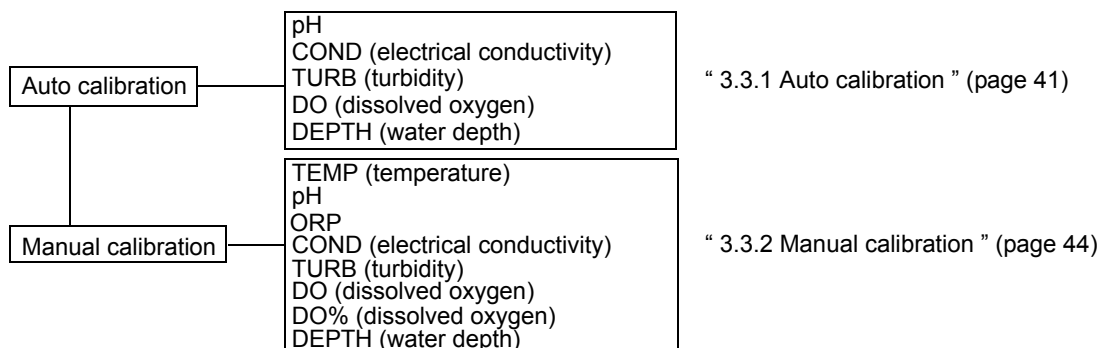 Auto calibration
pH
COND (electrical conductivity)
TURB (turbidity)
DO (dissolved oxygen)
DEPTH (water depth)
“ 3.3.1 Auto calibration ” (page 41)
Manual calibration
TEMP (temperature)
pH
ORP
COND (electrical conductivity)
TURB (turbidity)
DO (dissolved oxygen)
DO% (dissolved oxygen)
DEPTH (water depth)
“ 3.3.2 Manual calibration ” (page 44)